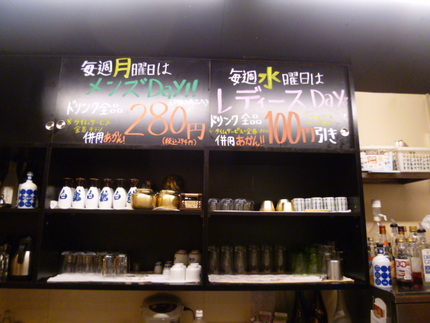 毎週月曜日は
メンズDay!!
ドリンク全品
280円
併用あかん!!
毎週水曜日は
レディースDay
ドリンク全品
100円引き
併用あかん!!